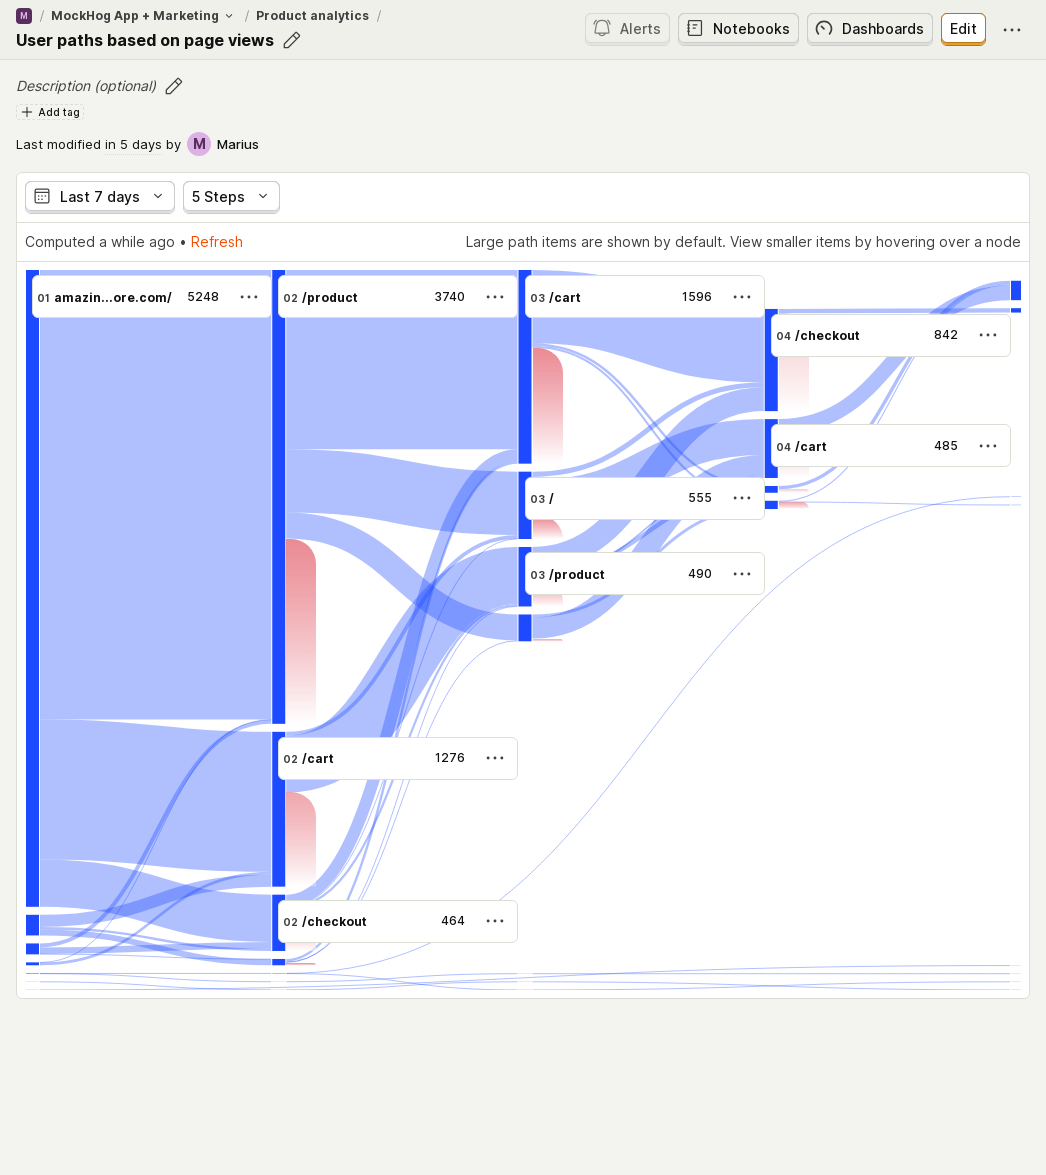 M / MockHog App + Marketing / Product analytics /
User paths based on page views
Alerts
Notebooks
Dashboards
Edit
Description (optional)
Add tag
Last modified in 5 days by M Marius
Last 7 days
5 Steps
Computed a while ago • Refresh
Large path items are shown by default. View smaller items by hovering over a node
01 amazin...ore.com/ 5248
02 /product 3740
03 /cart 1596
04 /checkout 842
04 /cart 485
03 / 555
03 /product 490
02 /cart 1276
02 /checkout 464